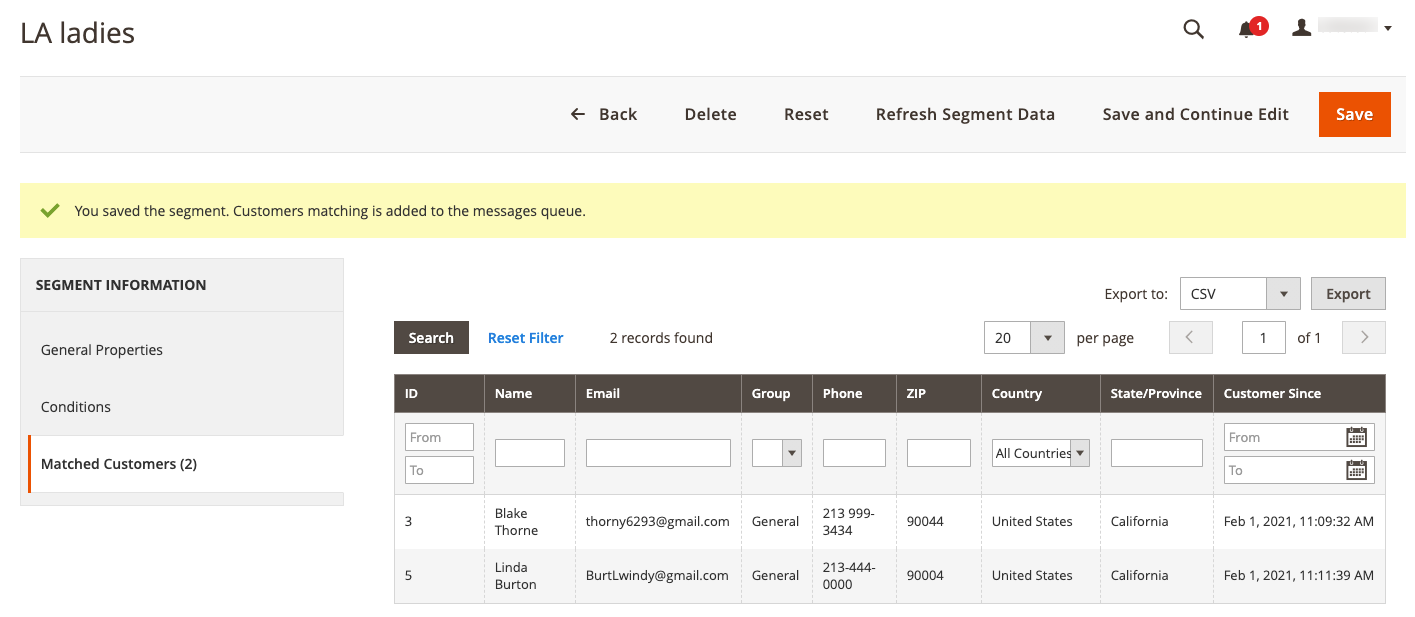 LA ladies
1
Back Delete Reset Refresh Segment Data Save and Continue Edit Save
You saved the segment. Customers matching is added to the messages queue.
SEGMENT INFORMATION
General Properties
Conditions
Matched Customers (2)
Export to: CSV Export
Search Reset Filter 2 records found 20 per page 1 of 1
ID Name Email Group Phone ZIP Country State/Province Customer Since
From From
All Countries
To To
3 Blake Thorne thorny6293@gmail.com General 213 999-3434 90044 United States California Feb 1, 2021, 11:09:32 AM
5 Linda Burton BurtLwindy@gmail.com General 213-444-0000 90004 United States California Feb 1, 2021, 11:11:39 AM